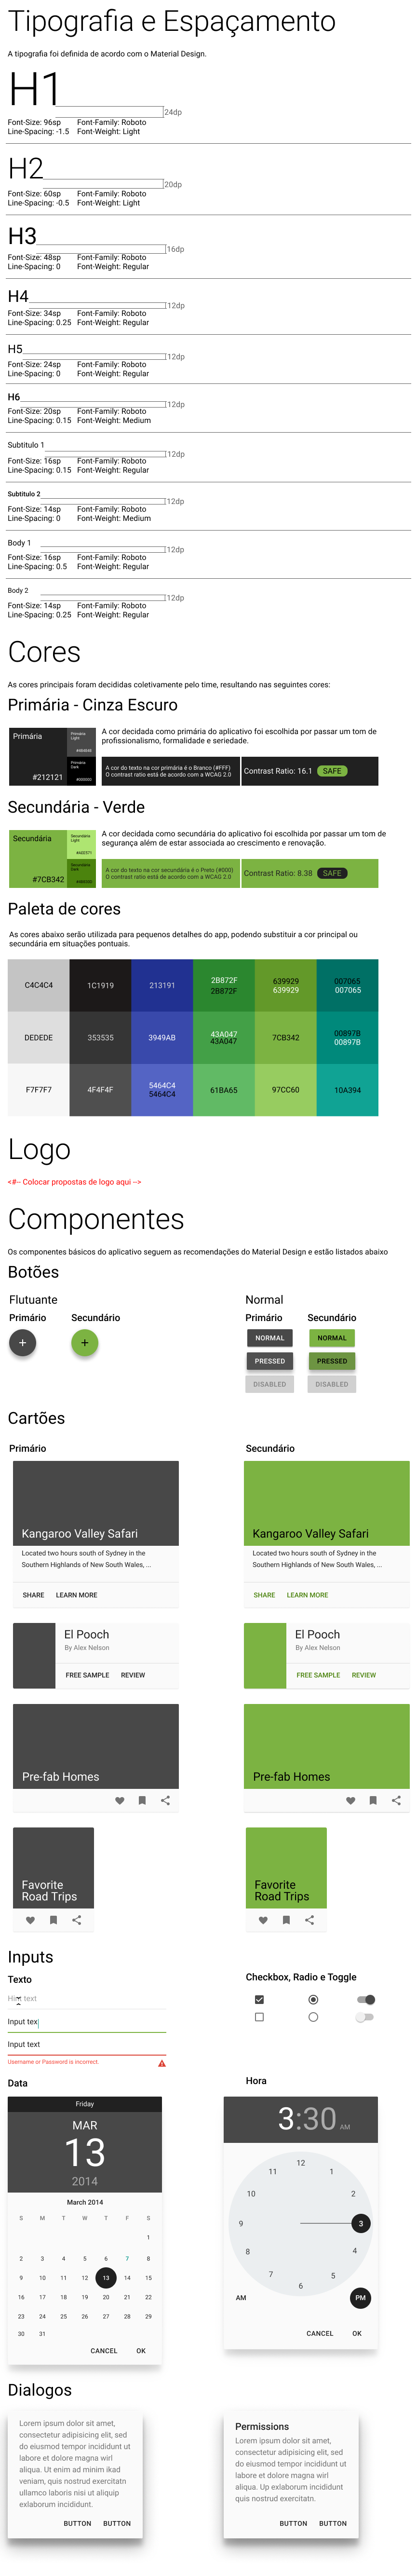 Tipografia e Espaçamento
A tipografia foi definida de acordo com o Material Design.
H1
24dp
Font-Size: 96sp Font-Family: Roboto
Line-Spacing: -1.5 Font-Weight: Light
H2
20dp
Font-Size: 60sp Font-Family: Roboto
Line-Spacing: -0.5 Font-Weight: Light
H3
16dp
Font-Size: 48sp Font-Family: Roboto
Line-Spacing: 0 Font-Weight: Regular
H4
12dp
Font-Size: 34sp Font-Family: Roboto
Line-Spacing: 0.25 Font-Weight: Regular
H5
12dp
Font-Size: 24sp Font-Family: Roboto
Line-Spacing: 0 Font-Weight: Regular
H6
12dp
Font-Size: 20sp Font-Family: Roboto
Line-Spacing: 0.15 Font-Weight: Medium
Subtitulo 1
12dp
Font-Size: 16sp Font-Family: Roboto
Line-Spacing: 0.15 Font-Weight: Regular
Subtitulo 2
12dp
Font-Size: 14sp Font-Family: Roboto
Line-Spacing: 0 Font-Weight: Medium
Body 1
12dp
Font-Size: 16sp Font-Family: Roboto
Line-Spacing: 0.5 Font-Weight: Regular
Body 2
12dp
Font-Size: 14sp Font-Family: Roboto
Line-Spacing: 0.25 Font-Weight: Regular
Cores
As cores principais foram decididas coletivamente pelo time, resultando nas seguintes cores:
Primária - Cinza Escuro
Primária
#212121
Primária
Light
#484848
Primária
Dark
#000000
A cor decidada como primária do aplicativo foi escolhida por passar um tom de
profissionalismo, formalidade e seriedade.
A cor do texto na cor primária é o Branco (#FFF)
O contrast ratio está de acordo com a WCAG 2.0
Contrast Ratio: 16.1 SAFE
Secundária - Verde
Secundária
#7CB342
Secundária
Light
Secundária
Dark
A cor decidada como secundária do aplicativo foi escolhida por passar um tom de
segurança além de estar associada ao crescimento e renovação.
A cor do texto na cor secundária é o Preto (#000)
O contrast ratio está de acordo com a WCAG 2.0
Contrast Ratio: 8.38 SAFE
Paleta de cores
As cores abaixo serão utilizada para pequenos detalhes do app, podendo substituir a cor principal ou
secundária em situações pontuais.
C4C4C4 1C1919 213191 2B872F 639929 007065
2B872F 639929 007065
DEDEDE 353535 3949AB 43A047 7CB342 00897B
43A047 00897B
F7F7F7 4F4F4F 5464C4 61BA65 97CC60 10A394
5464C4
Logo
<#-- Colocar propostas de logo aqui -->
Componentes
Os componentes básicos do aplicativo seguem as recomendações do Material Design e estão listados abaixo
Botões
Flutuante
Primário Secundário
+ +
Normal
Primário Secundário
NORMAL NORMAL
PRESSED PRESSED
DISABLED DISABLED
Cartões
Primário Secundário
Kangaroo Valley Safari
Located two hours south of Sydney in the
Southern Highlands of New South Wales, ...
SHARE LEARN MORE
Kangaroo Valley Safari
Located two hours south of Sydney in the
Southern Highlands of New South Wales, ...
SHARE LEARN MORE
El Pooch
By Alex Nelson
FREE SAMPLE REVIEW
El Pooch
By Alex Nelson
FREE SAMPLE REVIEW
Pre-fab Homes
Pre-fab Homes
Favorite
Road Trips
Favorite
Road Trips
Inputs
Texto
Hint text
Input tex
Input text
Username or Password is incorrect.
Checkbox, Radio e Toggle
Data
Friday
MAR
13
2014
March 2014
S M T W T F S
1
2 3 4 5 6 7 8
9 10 11 12 13 14 15
16 17 18 19 20 21 22
23 24 25 26 27 28 29
30 31
CANCEL OK
Hora
3:30 AM
12
11 1
10 2
9 3
8 4
7 5
6
AM PM
CANCEL OK
Dialogos
Lorem ipsum dolor sit amet,
consectetur adipisicing elit, sed
do eiusmod tempor incididunt ut
labore et dolore magna wirl
aliqua. Ut enim ad minim ikad
veniam, quis nostrud exercitatn
ullamco laboris nisi ut aliquip
exlaborum incididunt.
BUTTON BUTTON
Permissions
Lorem ipsum dolor sit amet,
consectetur adipisicing elit, sed
do eiusmod tempor incididunt ut
labore et dolore magna wirl
aliqua. Up exlaborum incididunt
quis nostrud exercitatn.
BUTTON BUTTON